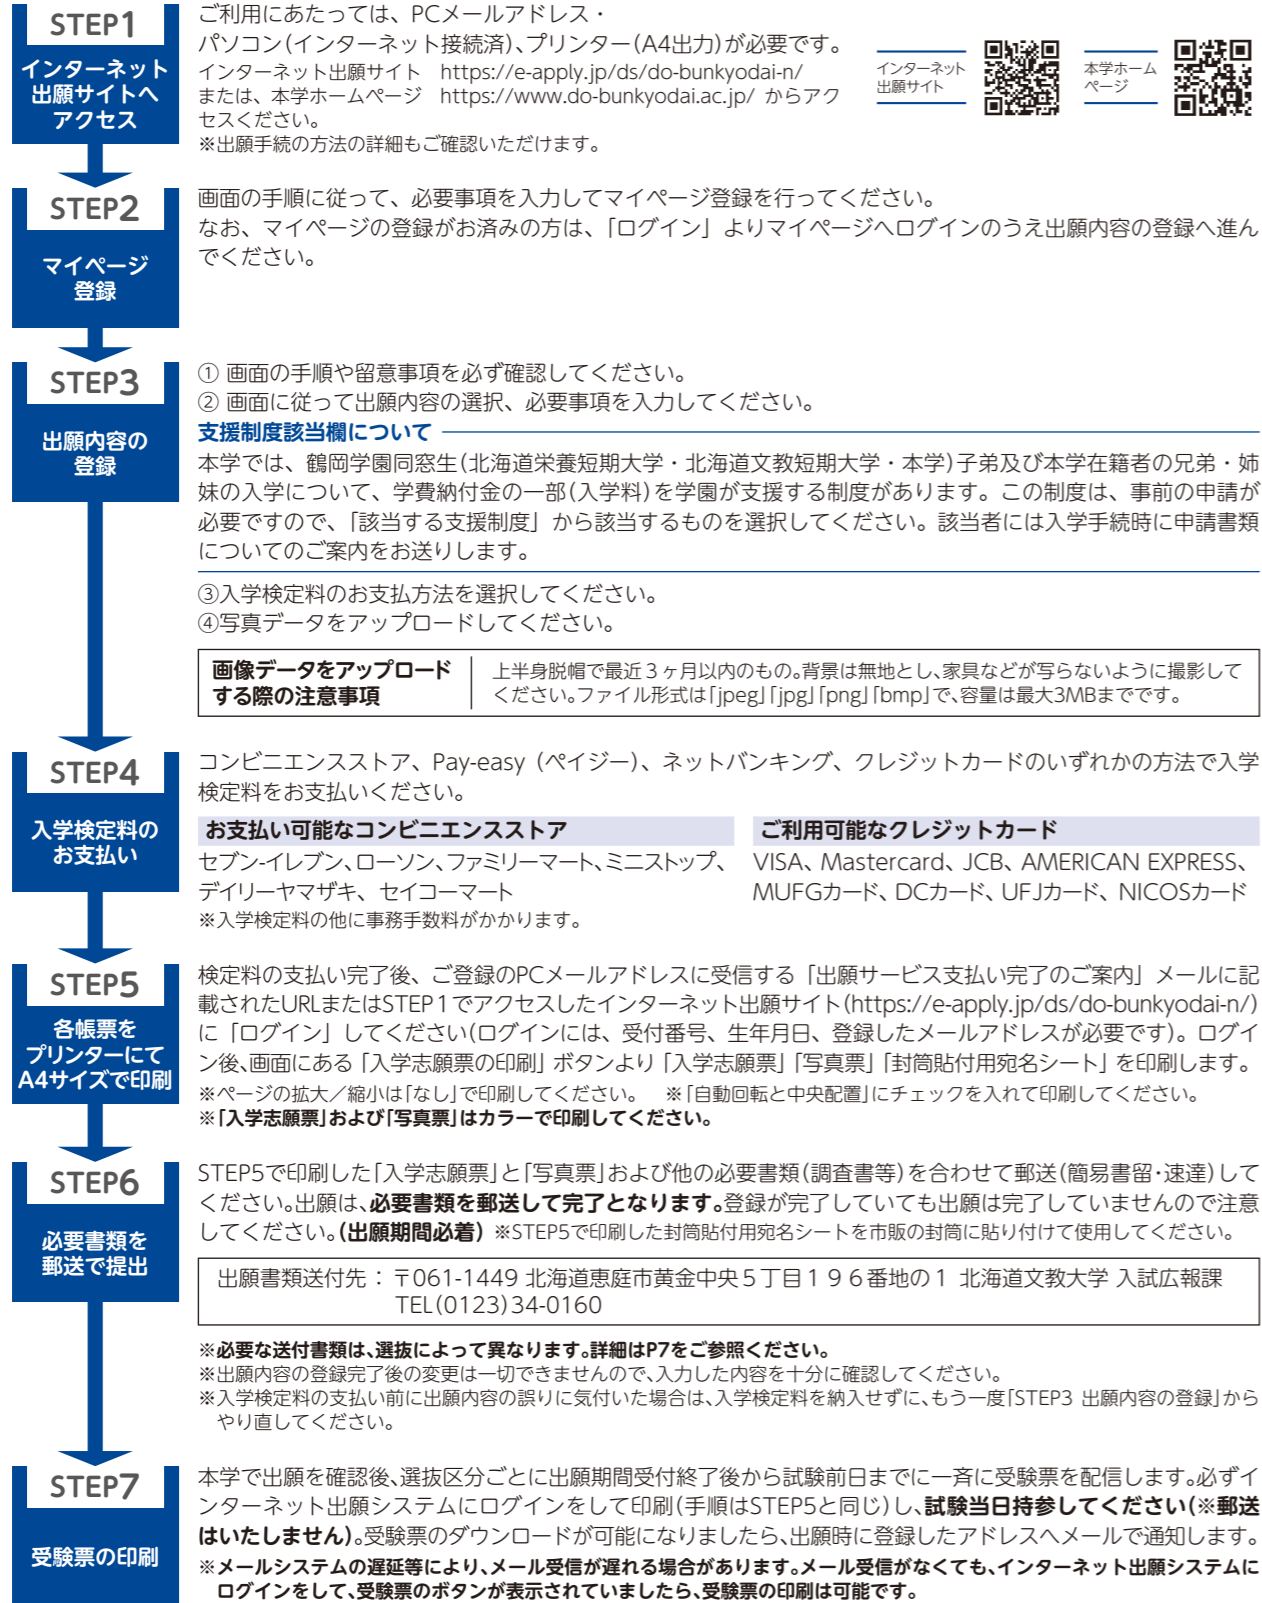 STEP1
インターネット
出願サイトへ
アクセス
ご利用にあたっては、PCメールアドレス・
パソコン(インターネット接続済)、プリンター(A4出力)が必要です。
インターネット出願サイト https://e-apply.jp/ds/do-bunkyodai-n/
または、本学ホームページ https://www.do-bunkyodai.ac.jp/ からアク
セスください。
※出願手続の方法の詳細もご確認いただけます。
インターネット
出願サイト
本学ホーム
ページ
STEP2
マイページ
登録
画面の手順に従って、必要事項を入力してマイページ登録を行ってください。
なお、マイページの登録がお済みの方は、「ログイン」よりマイページへログインのうえ出願内容の登録へ進ん
でください。
STEP3
出願内容の
登録
① 画面の手順や留意事項を必ず確認してください。
② 画面に従って出願内容の選択、必要事項を入力してください。
支援制度該当欄について
本学では、鶴岡学園同窓生(北海道栄養短期大学・北海道文教短期大学・本学)子弟及び本学在籍者の兄弟・姉
妹の入学について、学費納付金の一部(入学料)を学園が支援する制度があります。この制度は、事前の申請が
必要ですので、「該当する支援制度」から該当するものを選択してください。該当者には入学手続時に申請書類
についてのご案内をお送りします。
③入学検定料のお支払方法を選択してください。
④写真データをアップロードしてください。
画像データをアップロード
する際の注意事項
上半身脱帽で最近3ヶ月以内のもの。背景は無地とし、家具などが写らないように撮影して
ください。ファイル形式は「jpeg」「jpg」「png」「bmp」で、容量は最大3MBまでです。
STEP4
入学検定料の
お支払い
コンビニエンスストア、Pay-easy (ペイジー)、ネットバンキング、クレジットカードのいずれかの方法で入学
検定料をお支払いください。
お支払い可能なコンビニエンスストア
セブン-イレブン、ローソン、ファミリーマート、ミニストップ、
デイリーヤマザキ、セイコーマート
※入学検定料の他に事務手数料がかかります。
ご利用可能なクレジットカード
VISA、Mastercard、JCB、AMERICAN EXPRESS、
MUFGカード、DCカード、UFJカード、NICOSカード
STEP5
各帳票を
プリンターにて
A4サイズで印刷
検定料の支払い完了後、ご登録のPCメールアドレスに受信する「出願サービス支払い完了のご案内」メールに記
載されたURLまたはSTEP1でアクセスしたインターネット出願サイト(https://e-apply.jp/ds/do-bunkyodai-n/)
に「ログイン」してください(ログインには、受付番号、生年月日、登録したメールアドレスが必要です)。ログイ
ン後、画面にある「入学志願票の印刷」ボタンより「入学志願票」「写真票」「封筒貼付用宛名シート」を印刷します。
※ページの拡大／縮小は「なし」で印刷してください。 ※「自動回転と中央配置」にチェックを入れて印刷してください。
※「入学志願票」および「写真票」はカラーで印刷してください。
STEP6
必要書類を
郵送で提出
STEP5で印刷した「入学志願票」と「写真票」および他の必要書類(調査書等)を合わせて郵送(簡易書留・速達)して
ください。出願は、必要書類を郵送して完了となります。登録が完了していても出願は完了していませんので注意
してください。(出願期間必着) ※STEP5で印刷した封筒貼付用宛名シートを市販の封筒に貼り付けて使用してください。
出願書類送付先：〒061-1449 北海道恵庭市黄金中央5丁目196番地の1 北海道文教大学 入試広報課
TEL(0123)34-0160
※必要な送付書類は、選抜によって異なります。詳細はP7をご参照ください。
※出願内容の登録完了後の変更は一切できませんので、入力した内容を十分に確認してください。
※入学検定料の支払い前に出願内容の誤りに気付いた場合は、入学検定料を納入せずに、もう一度「STEP3 出願内容の登録」から
やり直してください。
STEP7
受験票の印刷
本学で出願を確認後、選抜区分ごとに出願期間受付終了後から試験前日までに一斉に受験票を配信します。必ずイ
ンターネット出願システムにログインをして印刷(手順はSTEP5と同じ)し、試験当日持参してください(※郵送
はいたしません)。受験票のダウンロードが可能になりましたら、出願時に登録したアドレスへメールで通知します。
※メールシステムの遅延等により、メール受信が遅れる場合があります。メール受信がなくても、インターネット出願システムに
ログインをして、受験票のボタンが表示されていましたら、受験票の印刷は可能です。